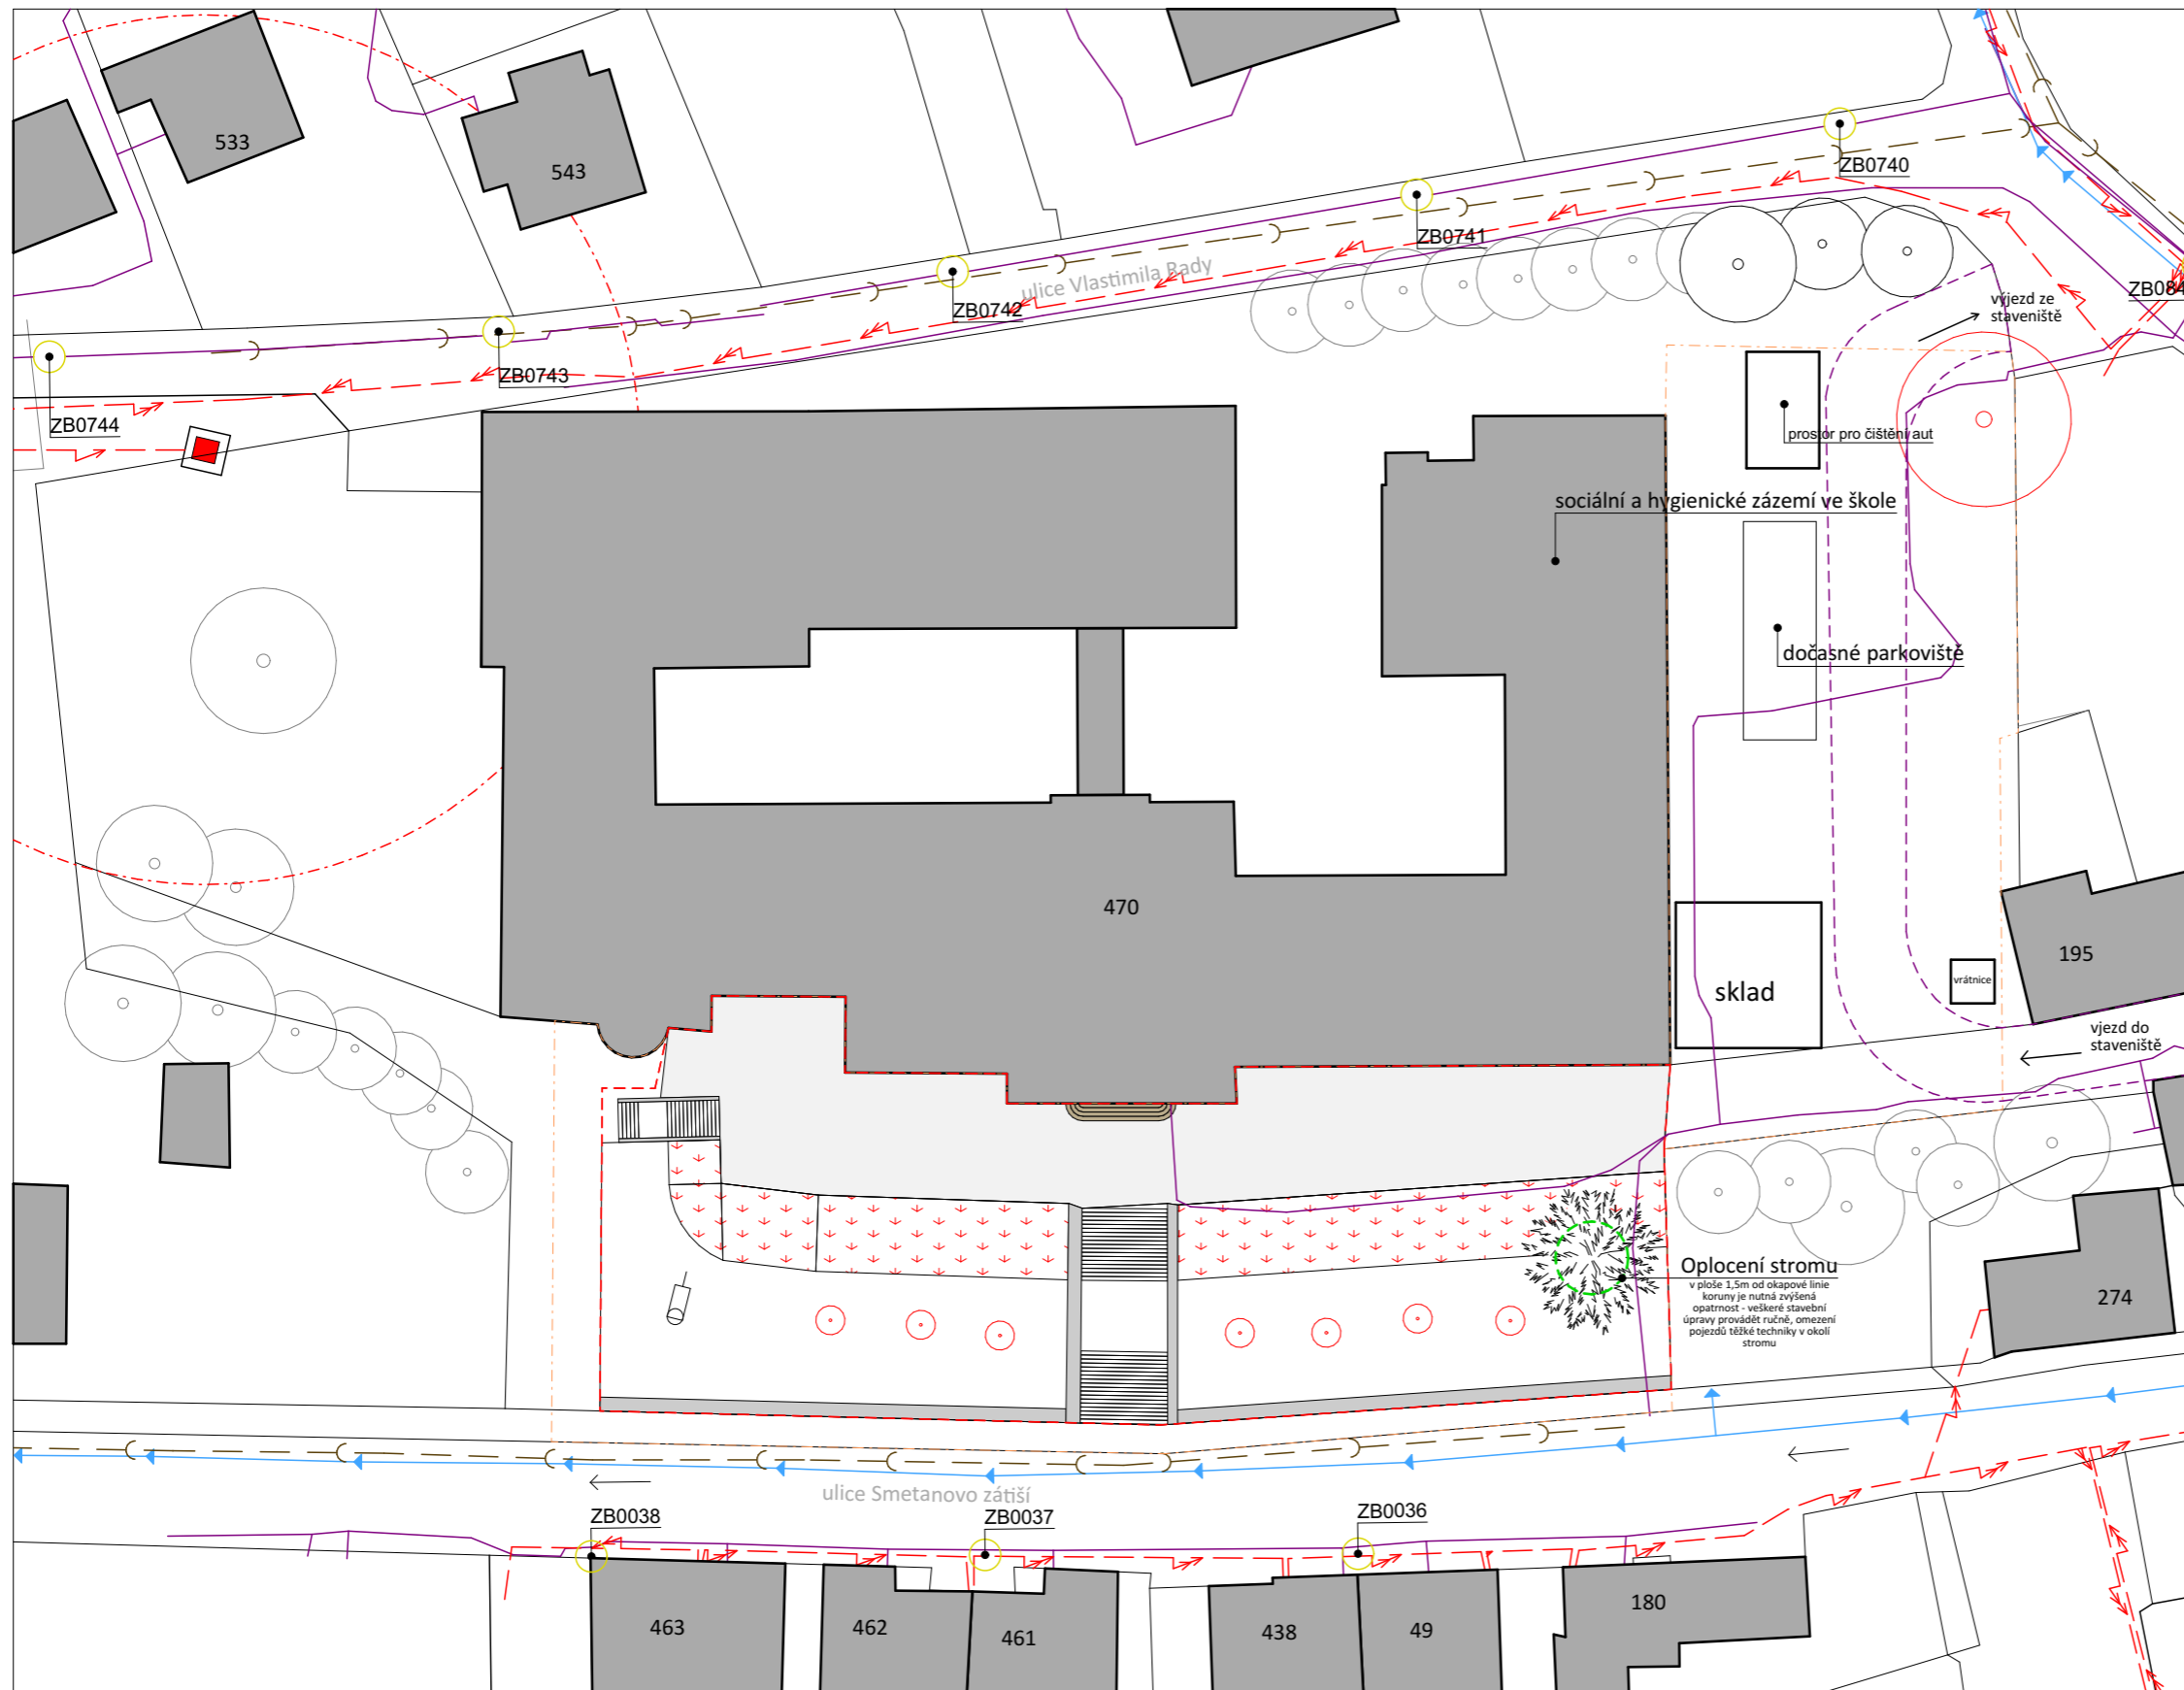 533
543
ZB0740
ZB0741
ulice Vlastimila Rady
ZB0742
ZB0743
ZB0744
výjezd ze
staveniště
prostor pro čištění aut
sociální a hygienické zázemí ve škole
dočasné parkoviště
470
195
vrátnice
sklad
vjezd do
staveniště
Oplocení stromu
v ploše 1,5m od okapové linie
koruny je nutná zvýšená
opatrnost - veškeré stavební
úpravy provádět ručně, omezení
pojezdů těžké techniky v okolí
stromu
274
ulice Smetanovo zátiší
ZB0038
ZB0037
ZB0036
463
462
461
438
49
180